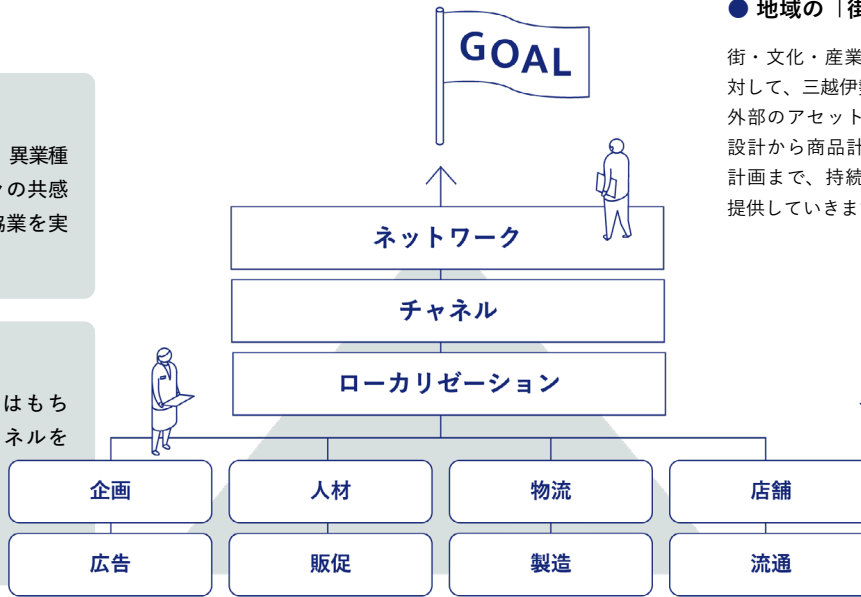 GOAL
ネットワーク
チャネル
ローカリゼーション
企画
人材
物流
店舗
広告
販促
製造
流通
異業種
の共感
協業を実
はもち
ネルを
● 地域の「街
街・文化・産業
対して、三越伊
外部のアセット
設計から商品計
計画まで、持続
提供していきま